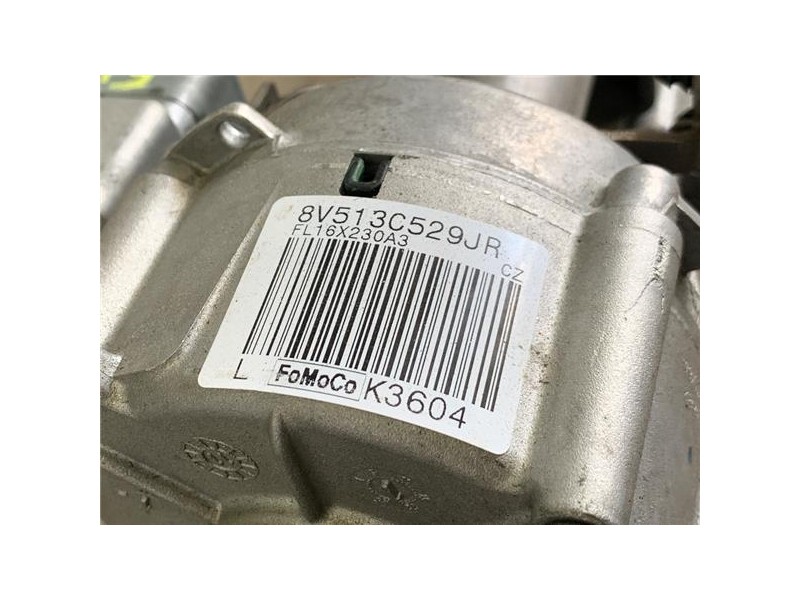 8V513C529JR
FL16X230A3
CZ
L FoMoCo K3604